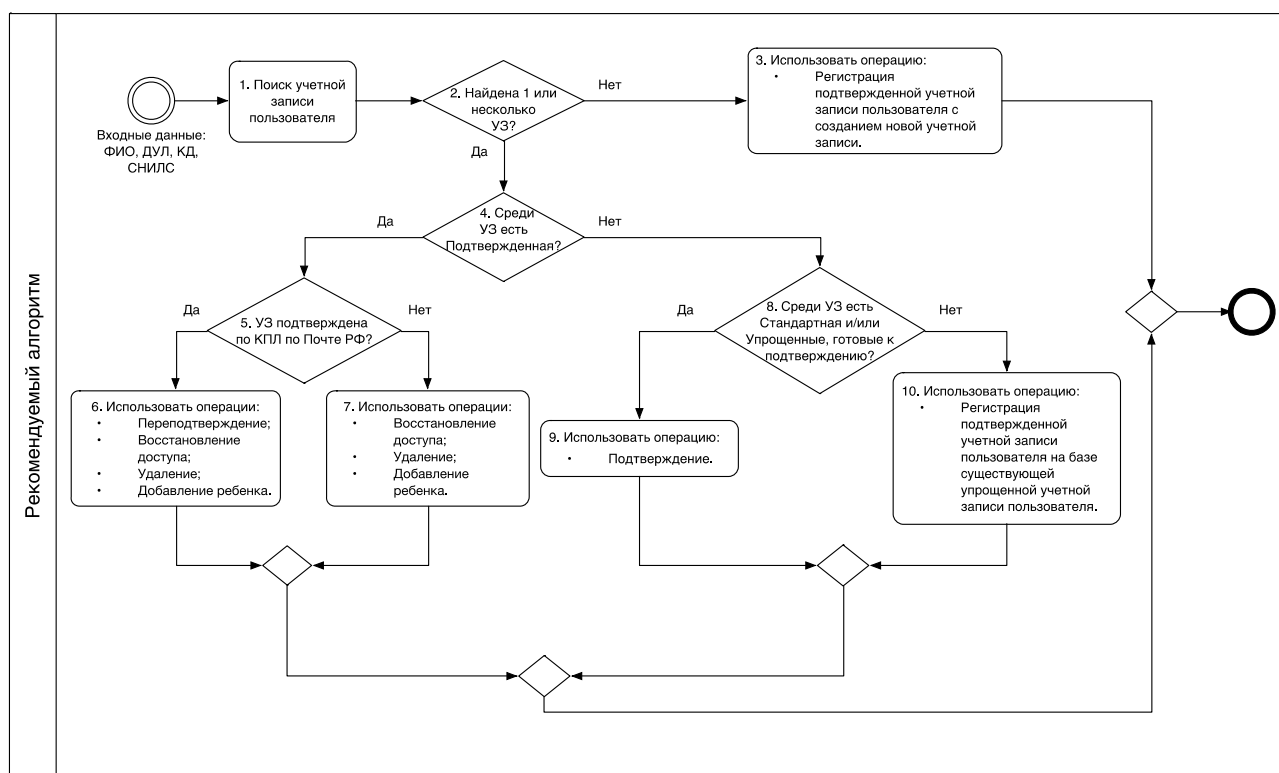 Рекомендуемый алгоритм
Входные данные:
ФИО, ДУЛ, КД,
СНИЛС
1. Поиск учетной
записи
пользователя
2. Найдена 1 или
несколько
УЗ?
Нет
Да
3. Использовать операцию:
• Регистрация
подтвержденной учетной
записи пользователя с
созданием новой учетной
записи.
4. Среди
УЗ есть
Подтвержденная?
Да
Нет
5. УЗ подтверждена
по КПЛ по Почте РФ?
Да
Нет
6. Использовать операции:
• Переподтверждение;
• Восстановление
доступа;
• Удаление;
• Добавление ребенка.
7. Использовать операции:
• Восстановление
доступа;
• Удаление;
• Добавление
ребенка.
8. Среди УЗ есть
Стандартная и/или
Упрощенные, готовые к
подтверждению?
Да
Нет
9. Использовать операцию:
• Подтверждение.
10. Использовать операцию:
• Регистрация
подтвержденной
учетной записи
пользователя на базе
существующей
упрощенной учетной
записи пользователя.